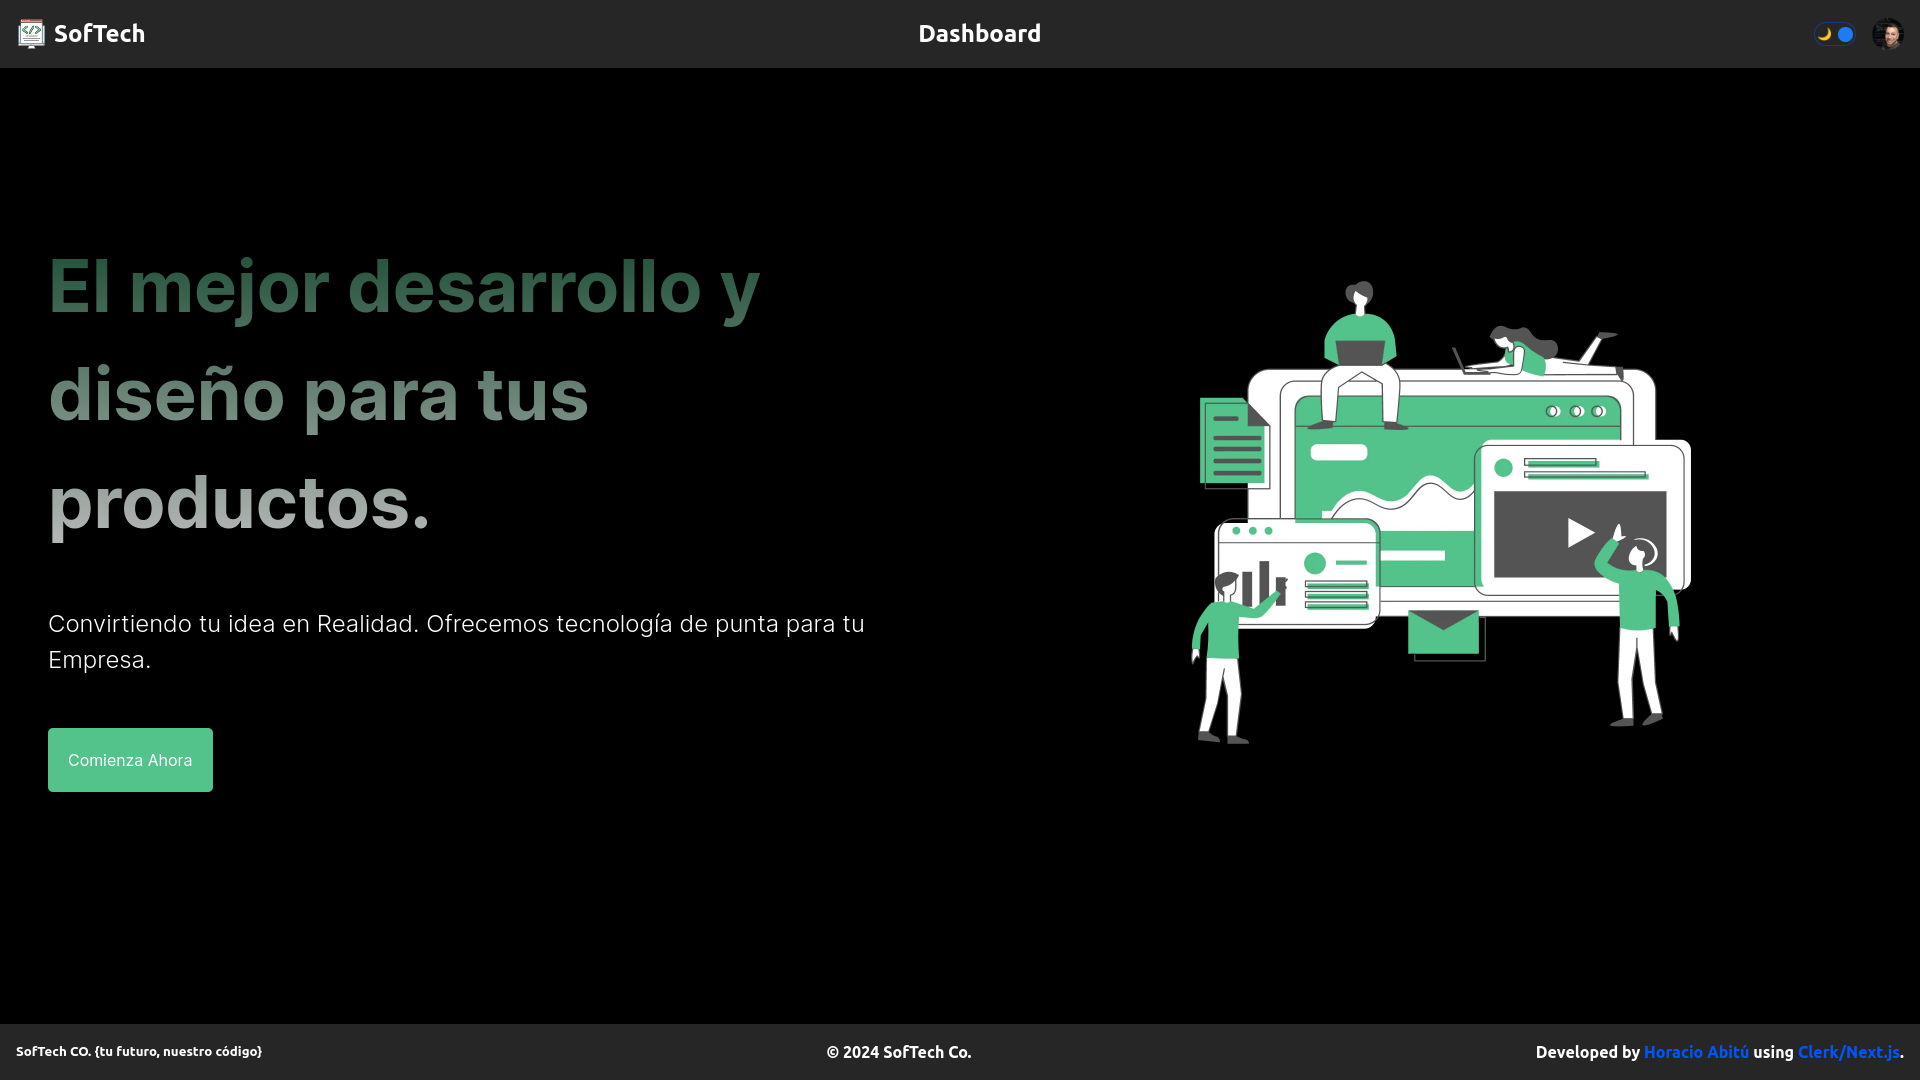 SofTech
Dashboard
El mejor desarrollo y
diseño para tus
productos.
Convirtiendo tu idea en Realidad. Ofrecemos tecnología de punta para tu
Empresa.
Comienza Ahora
SofTech CO. {tu futuro, nuestro código}
© 2024 SofTech Co.
Developed by Horacio Abitú using Clerk/Next.js.